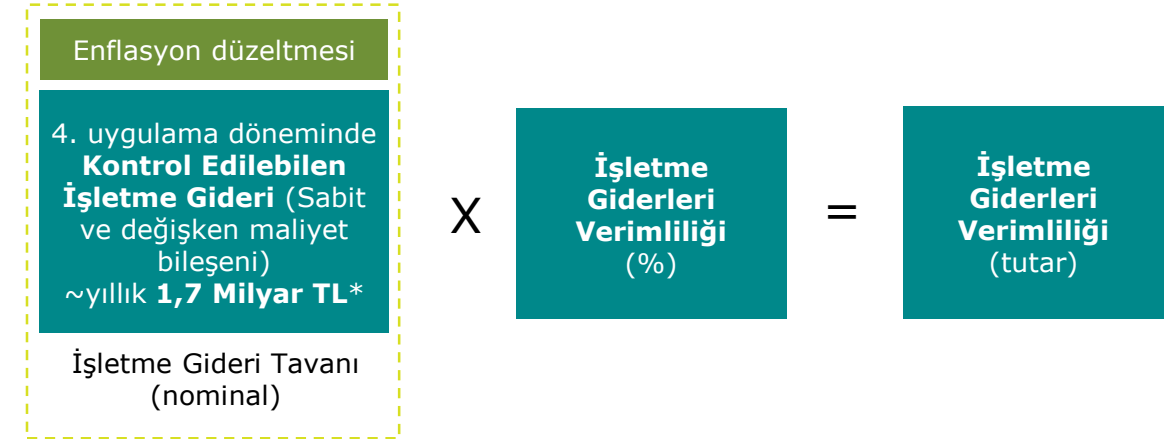 Enflasyon düzeltmesi
4. uygulama döneminde
Kontrol Edilebilen
İşletme Gideri (Sabit
ve değişken maliyet
bileşeni)
~yıllık 1,7 Milyar TL*
İşletme Gideri Tavanı
(nominal)
X
İşletme
Giderleri
Verimliliği
(%)
=
İşletme
Giderleri
Verimliliği
(tutar)